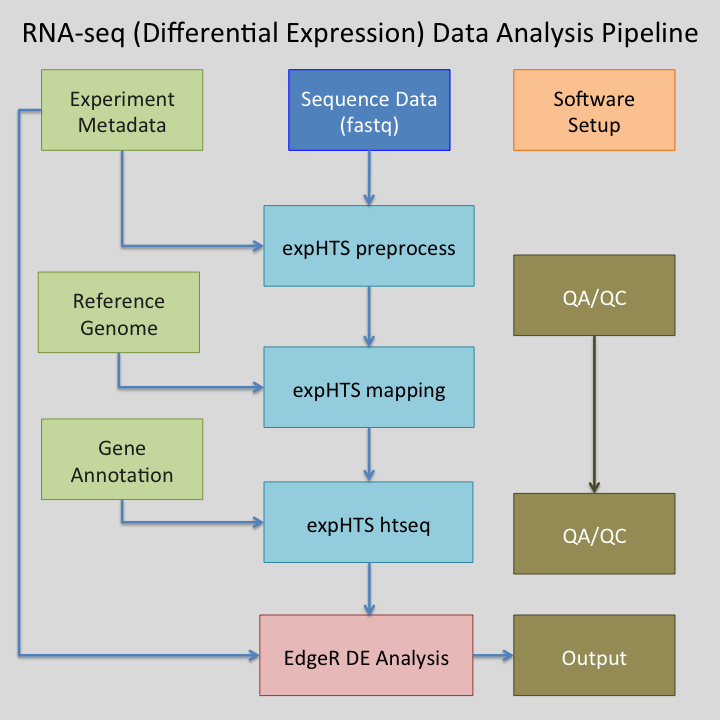 RNA-seq (Differential Expression) Data Analysis Pipeline
Experiment
Metadata
Sequence Data
(fastq)
Software
Setup
expHTS preprocess
QA/QC
Reference
Genome
expHTS mapping
Gene
Annotation
expHTS htseq
QA/QC
EdgeR DE Analysis
Output